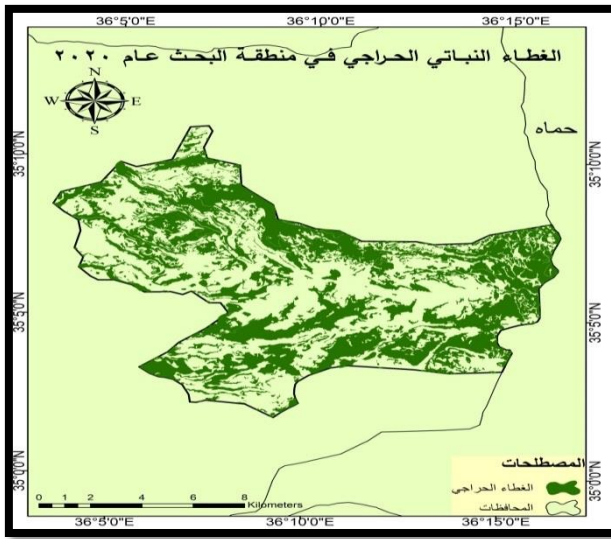 36°5'0"E 36°10'0"E 36°15'0"E
الغطاء النباتي الحراجي في منطقة البحث عام ٢٠٢٠
N
W E
S
حماه
35°10'0"N 35°10'0"N
35°5'0"N 35°5'0"N
35°0'0"N 35°0'0"N
المصطلحات
الغطاء الحراجي
المحافظات
0 1 2 4 6 8 Kilometers
36°5'0"E 36°10'0"E 36°15'0"E